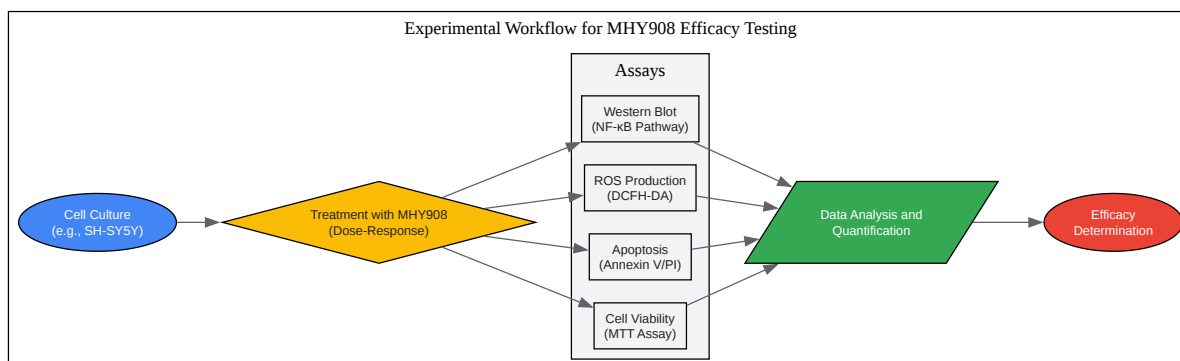 Experimental Workflow for MHY908 Efficacy Testing
Assays
Western Blot
(NF-κB Pathway)
ROS Production
(DCFH-DA)
Cell Culture
(e.g., SH-SY5Y)
Treatment with MHY908
(Dose-Response)
Data Analysis and
Quantification
Efficacy
Determination
Apoptosis
(Annexin V/PI)
Cell Viability
(MTT Assay)